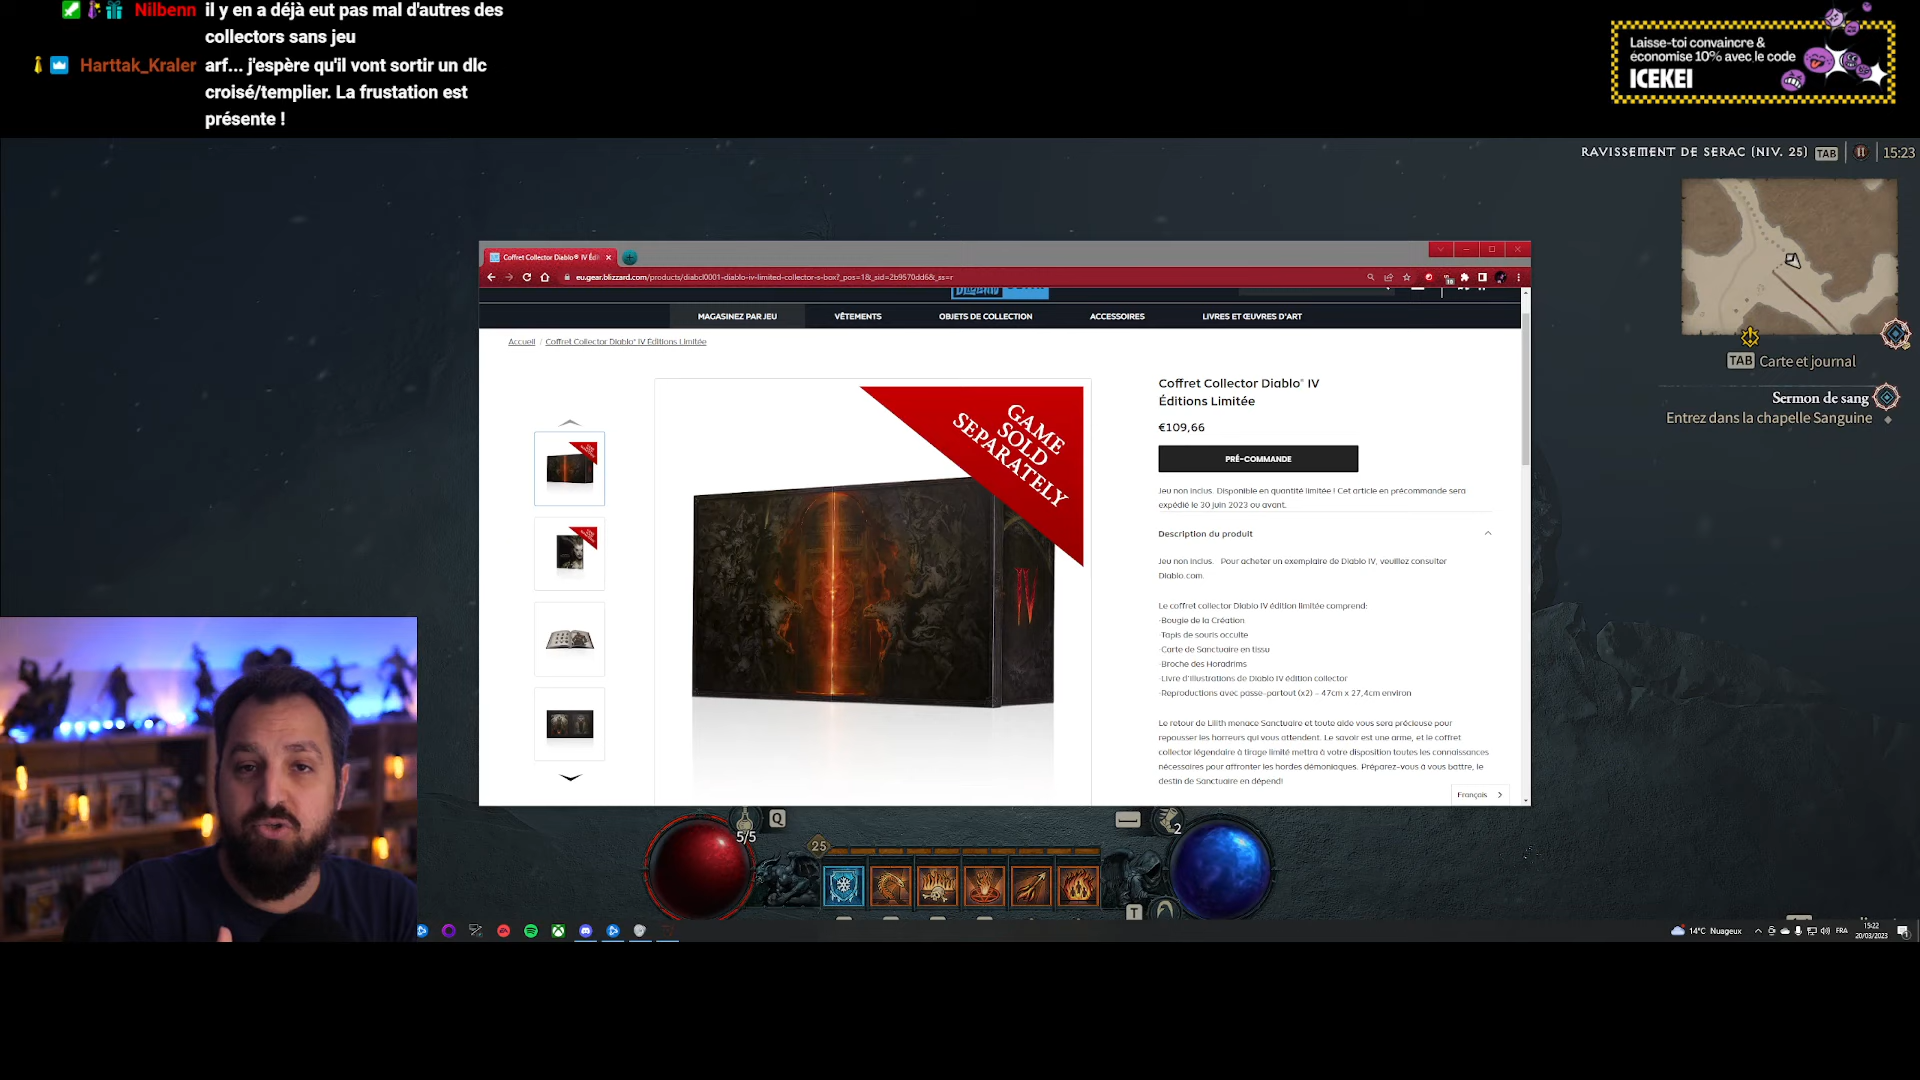 Nilbenn il y en a déjà eut pas mal d'autres des
collectors sans jeu
Harttak_Kraler arf... j'espère qu'il vont sortir un dlc
croisé/templier. La frustation est
présente !
Laisse-toi convaincre &
économise 10% avec le code
ICEKEI
RAVISSEMENT DE SERAC (NIV. 25) TAB 15:23
TAB Carte et journal
Sermon de sang
Entrez dans la chapelle Sanguine
Coffret Collector Diablo® IV Édi
eu.gear.blizzard.com/products/diabcl0001-diablo-iv-limited-collector-s-box?_pos=1&_sid=2b9570dd6&_ss=r
MAGASINEZ PAR JEU VÊTEMENTS OBJETS DE COLLECTION ACCESSOIRES LIVRES ET ŒUVRES D'ART
Accueil / Coffret Collector Diablo® IV Éditions Limitée
GAME
SOLD
SEPARATELY
IV
Coffret Collector Diablo® IV
Éditions Limitée
€109,66
PRÉ-COMMANDE
Jeu non inclus. Disponible en quantité limitée ! Cet article en précommande sera
expédié le 30 juin 2023 ou avant.
Description du produit
Jeu non inclus. Pour acheter un exemplaire de Diablo IV, veuillez consulter
Diablo.com.
Le coffret collector Diablo IV édition limitée comprend:
-Bougie de la Création
-Tapis de souris occulte
-Carte de Sanctuaire en tissu
-Broche des Horadrims
-Livre d'illustrations de Diablo IV édition collector
-Reproductions avec passe-partout (x2) – 47cm x 27,4cm environ
Le retour de Lilith menace Sanctuaire et toute aide vous sera précieuse pour
repousser les horreurs qui vous attendent. Le savoir est une arme, et le coffret
collector légendaire à tirage limité mettra à votre disposition toutes les connaissances
nécessaires pour affronter les hordes démoniaques. Préparez-vous à vous battre, le
destin de Sanctuaire en dépend!
Français
5/5 Q
2
25
T
14°C Nuageux FRA 15:22
20/03/2023